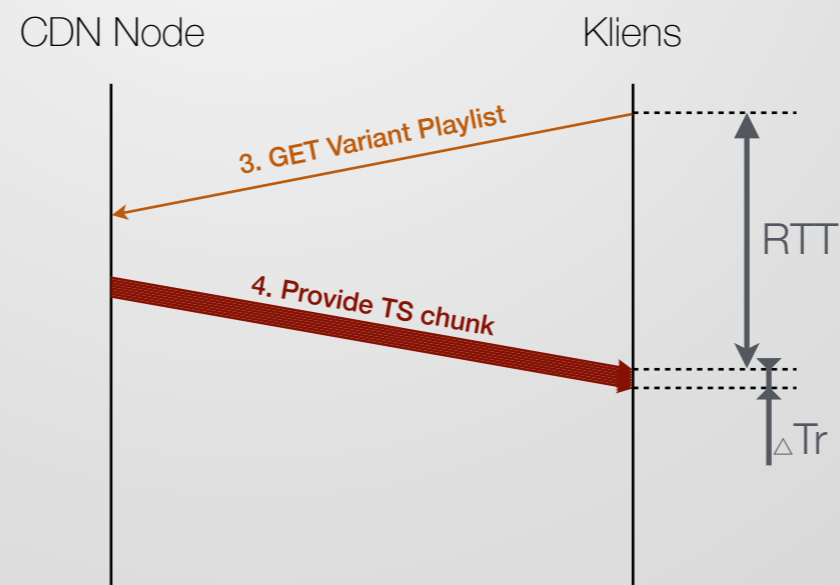 CDN Node
Kliens
3. GET Variant Playlist
RTT
4. Provide TS chunk
△Tr